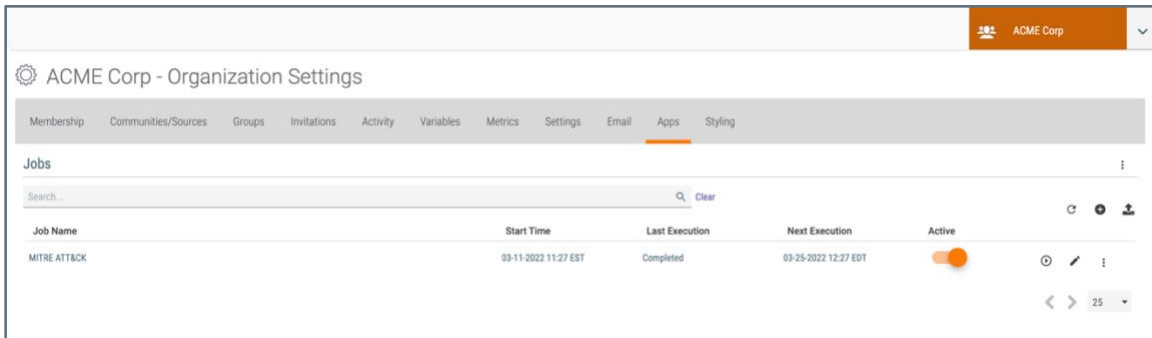 ACME Corp
ACME Corp - Organization Settings
Membership Communities/Sources Groups Invitations Activity Variables Metrics Settings Email Apps Styling
Jobs
Search... Clear
Job Name Start Time Last Execution Next Execution Active
MITRE ATT&CK 03-11-2022 11:27 EST Completed 03-25-2022 12:27 EDT
25